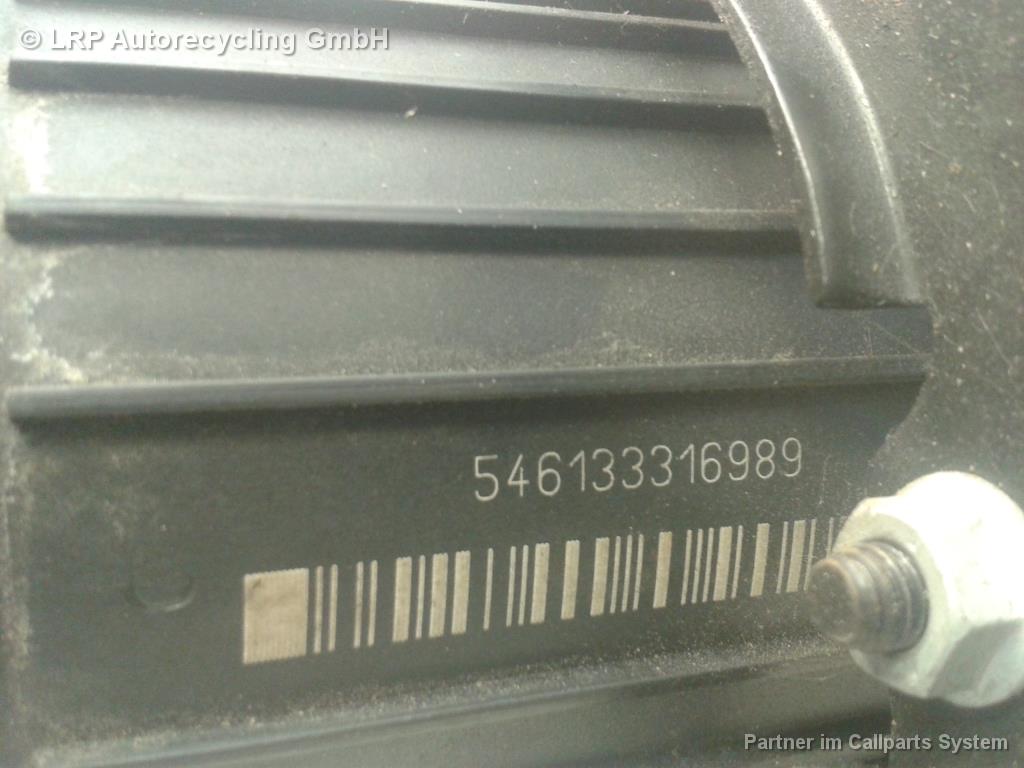 © LRP Autorecycling GmbH
546133316989
Partner im Callparts System